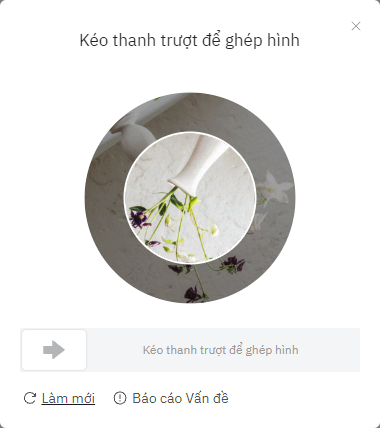 Kéo thanh trượt để ghép hình
Kéo thanh trượt để ghép hình
Làm mới
Báo cáo Vấn đề